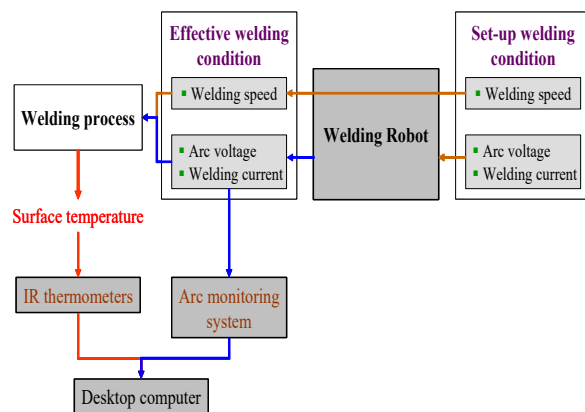 Effective welding
condition
Welding speed
Arc voltage
Welding current
Set-up welding
condition
Welding speed
Arc voltage
Welding current
Welding Robot
Welding process
Surface temperature
IR thermometers
Arc monitoring
system
Desktop computer